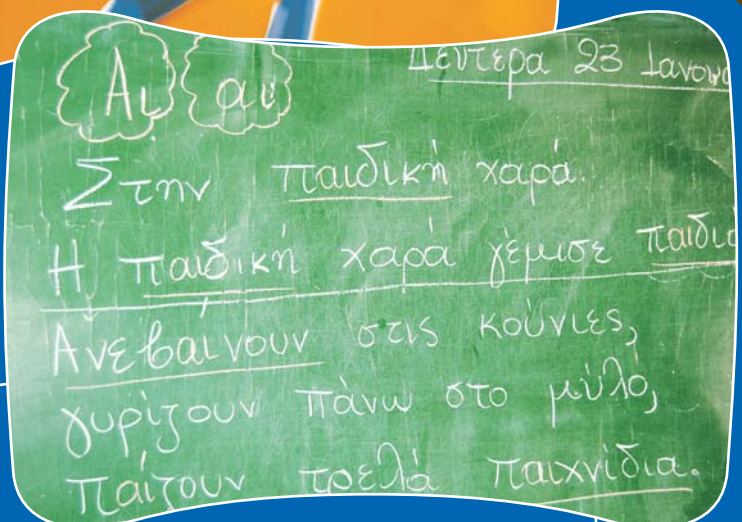 Αι αι Δευτέρα 23 Ιανουα
Στην παιδική χαρά.
Η παιδική χαρά γέμισε παιδιά
Ανεβαίνουν στις κούνιες,
γυρίζουν πάνω στο μύλο,
παίζουν τρελά παιχνίδια.